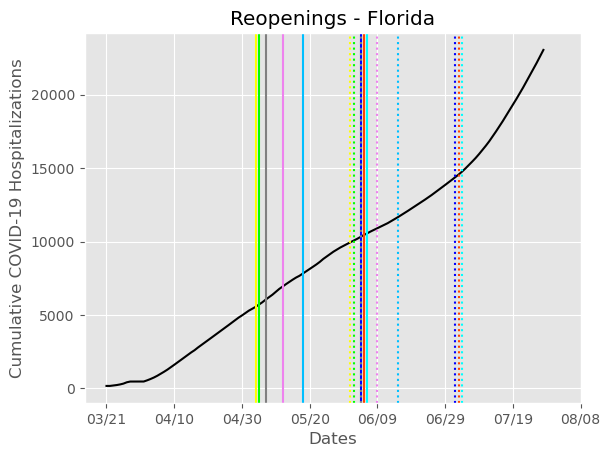 Reopenings - Florida
Cumulative COVID-19 Hospitalizations
20000
15000
10000
5000
0
03/21 04/10 04/30 05/20 06/09 06/29 07/19 08/08
Dates